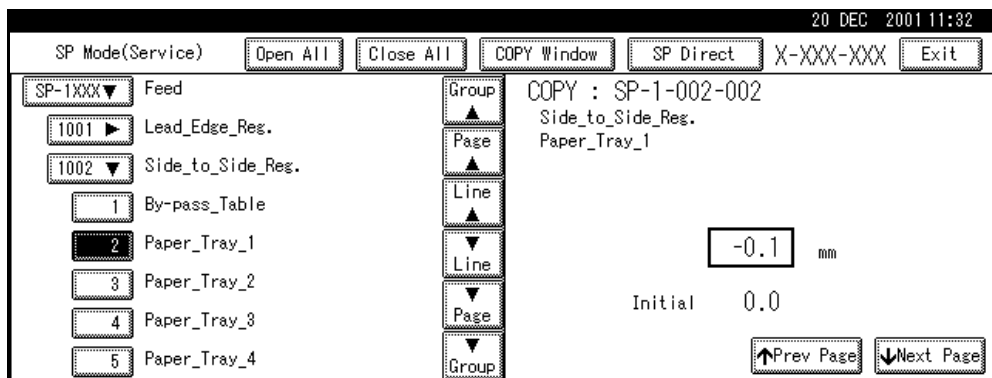 20 DEC 2001 11:32
SP Mode(Service) Open All Close All COPY Window SP Direct X-XXX-XXX Exit
SP-1XXX▼ Feed
1001 ▶ Lead_Edge_Reg.
1002 ▼ Side_to_Side_Reg.
1 By-pass_Table
2 Paper_Tray_1
3 Paper_Tray_2
4 Paper_Tray_3
5 Paper_Tray_4
Group
▲
Page
▲
Line
▲
▼
Line
▼
Page
▼
Group
COPY : SP-1-002-002
Side_to_Side_Reg.
Paper_Tray_1
-0.1 mm
Initial 0.0
↑Prev Page ↓Next Page